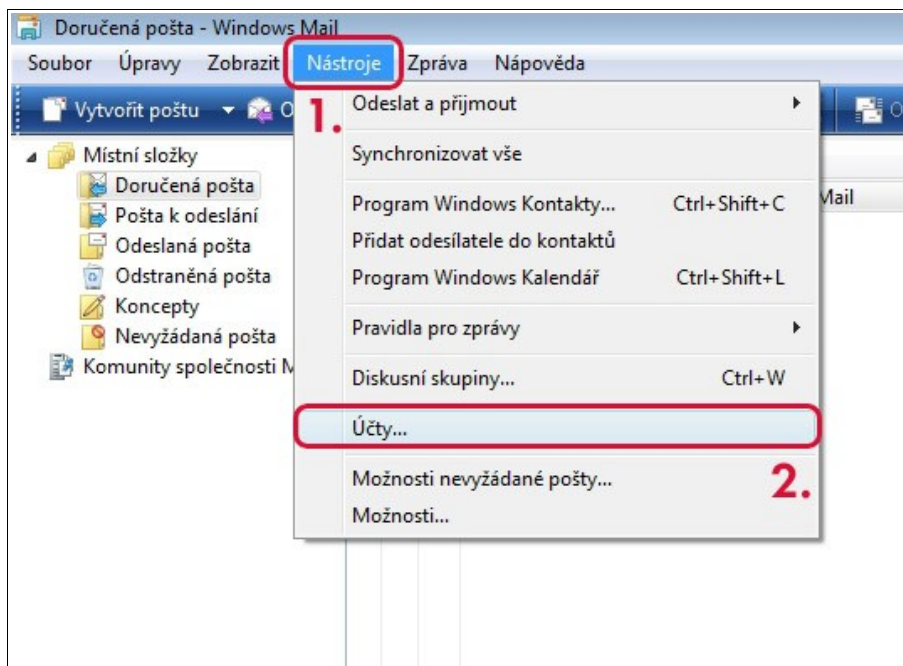 Doručená pošta - Windows Mail
Soubor Úpravy Zobrazit Nástroje Zpráva Nápověda
1.
Vytvořit poštu
Odeslat a přijmout
Synchronizovat vše
Program Windows Kontakty... Ctrl+Shift+C
Přidat odesílatele do kontaktů
Program Windows Kalendář Ctrl+Shift+L
Pravidla pro zprávy
Diskusní skupiny... Ctrl+W
Účty...
2.
Možnosti nevyžádané pošty...
Možnosti...
Místní složky
Doručená pošta
Pošta k odeslání
Odeslaná pošta
Odstraněná pošta
Koncepty
Nevyžádaná pošta
Komunity společnosti
Mail